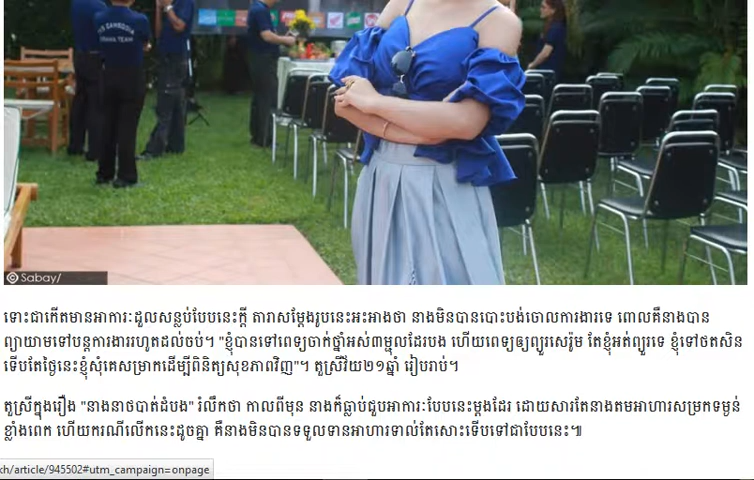 Sabay/
ទោះជាកើតមានអាការៈដួលសន្លប់បែបនេះក្ដី តារាសម្ដែងរូបនេះអះអាងថា នាងមិនបានបោះបង់ចោលការងារទេ ពោលគឺនាងបាន
ព្យាយាមទៅបន្តការងាររហូតដល់ចប់។ "ខ្ញុំបានទៅពេទ្យចាក់ថ្នាំអស់៣ម្ជុលដែរបង ហើយពេទ្យឲ្យព្យួរសេរ៉ូម តែខ្ញុំអត់ព្យួរទេ ខ្ញុំទៅថតសិន
ទើបតែថ្ងៃនេះខ្ញុំសុំគេសម្រាកដើម្បីពិនិត្យសុខភាពវិញ"។ តួស្រីវ័យ២១ឆ្នាំ រៀបរាប់។
តួស្រីក្នុងរឿង "នាងនាថបាត់ដំបង" រំលឹកថា កាលពីមុន នាងក៏ធ្លាប់ជួបអាការៈបែបនេះម្ដងដែរ ដោយសារតែនាងតមអាហារសម្រកទម្ងន់
ខ្លាំងពេក ហើយករណីលើកនេះដូចគ្នា គឺនាងមិនបានទទួលទានអាហារទាល់តែសោះទើបទៅជាបែបនេះ៕
kh/article/945502#utm_campaign=onpage